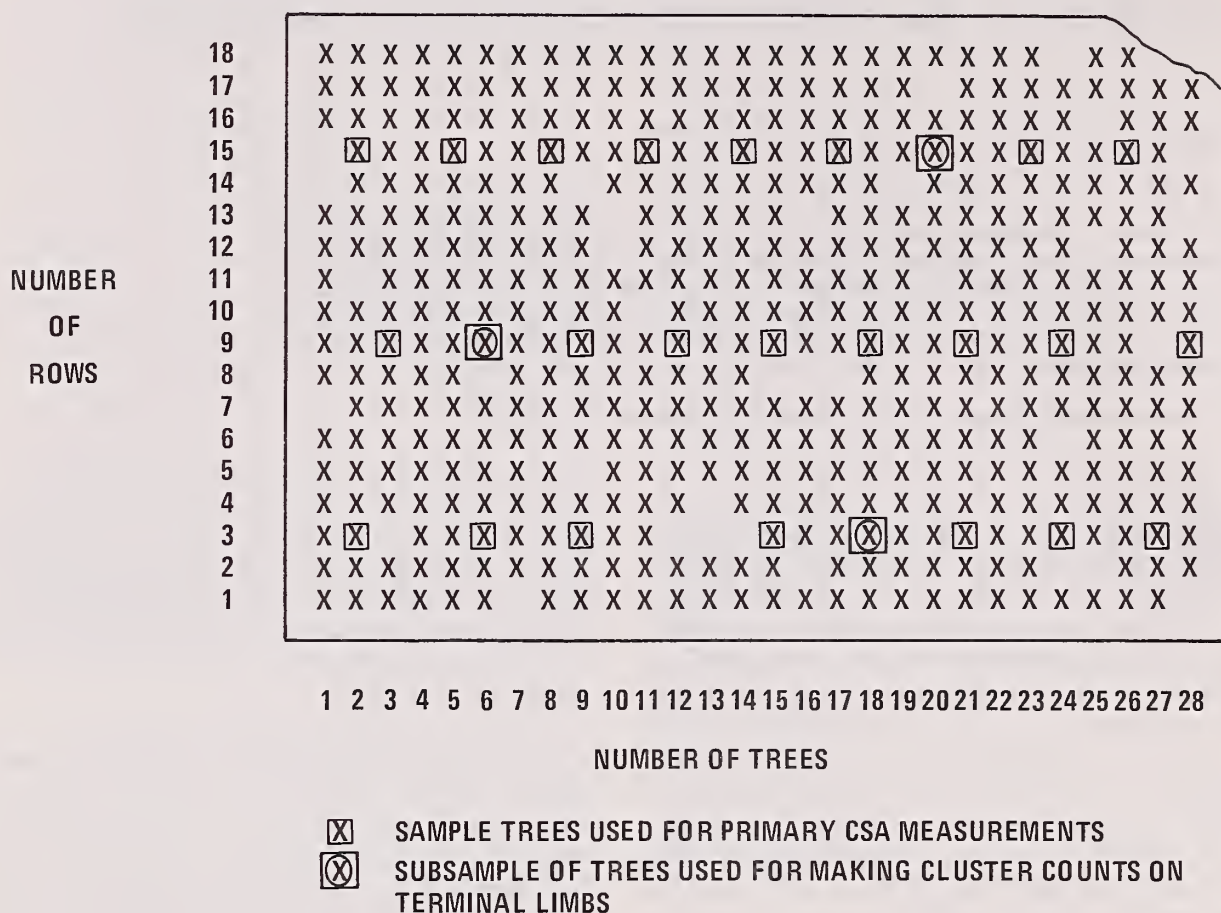 18 X X X X X X X X X X X X X X X X X X X X X X X X X
17 X X X X X X X X X X X X X X X X X X X X X X X X X X X
16 X X X X X X X X X X X X X X X X X X X X X X X X X X X
15 X X X X X X X X X X X X X X X X X X X X X X X X X X
14 X X X X X X X X X X X X X X X X X X X X X X X X X
13 X X X X X X X X X X X X X X X X X X X X X X X X X
12 X X X X X X X X X X X X X X X X X X X X X X X X X X
11 X X X X X X X X X X X X X X X X X X X X X X X X X X
10 X X X X X X X X X X X X X X X X X X X X X X X X X X X
9 X X X X X X X X X X X X X X X X X X X X X X X X X X X
8 X X X X X X X X X X X X X X X X X X X X X X X X
7 X X X X X X X X X X X X X X X X X X X X X X X X X X X
6 X X X X X X X X X X X X X X X X X X X X X X X X X X X
5 X X X X X X X X X X X X X X X X X X X X X X X X X X X
4 X X X X X X X X X X X X X X X X X X X X X X X X X X X
3 X X X X X X X X X X X X X X X X X X X X X X X X
2 X X X X X X X X X X X X X X X X X X X X X X X X X
1 X X X X X X X X X X X X X X X X X X X X X X X X X X
NUMBER
OF
ROWS
1 2 3 4 5 6 7 8 9 10 11 12 13 14 15 16 17 18 19 20 21 22 23 24 25 26 27 28
NUMBER OF TREES
X SAMPLE TREES USED FOR PRIMARY CSA MEASUREMENTS
X SUBSAMPLE OF TREES USED FOR MAKING CLUSTER COUNTS ON
TERMINAL LIMBS